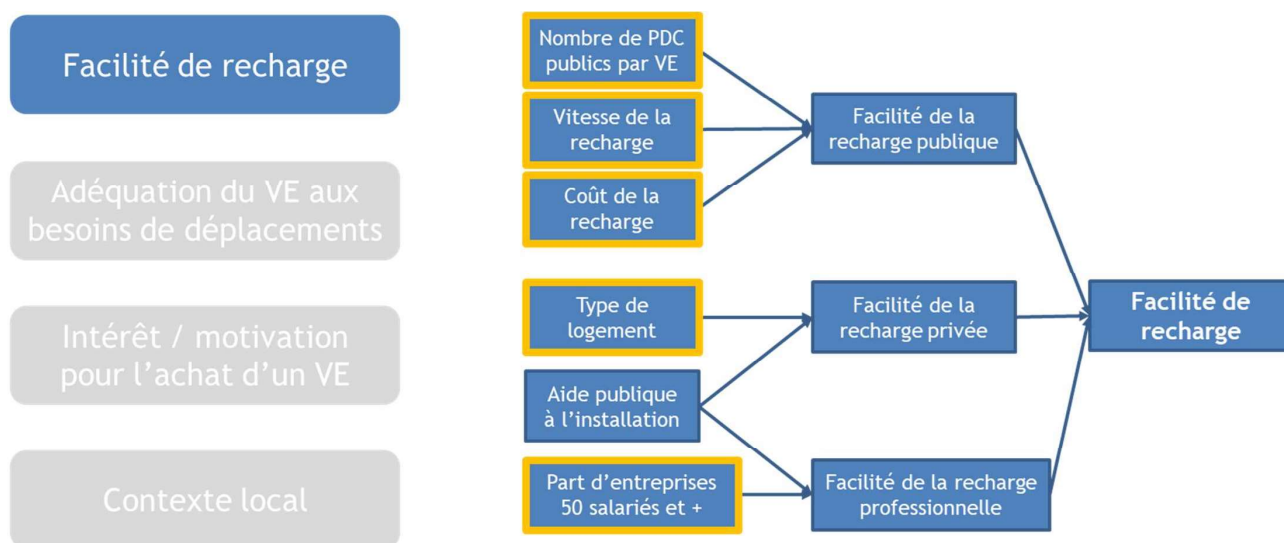 Facilité de recharge
Adéquation du VE aux
besoins de déplacements
Intérêt / motivation
pour l'achat d'un VE
Contexte local
Nombre de PDC
publics par VE
Vitesse de la
recharge
Coût de la
recharge
Type de
logement
Aide publique
à l'installation
Part d'entreprises
50 salariés et +
Facilité de la
recharge publique
Facilité de la
recharge privée
Facilité de la recharge
professionnelle
Facilité de
recharge